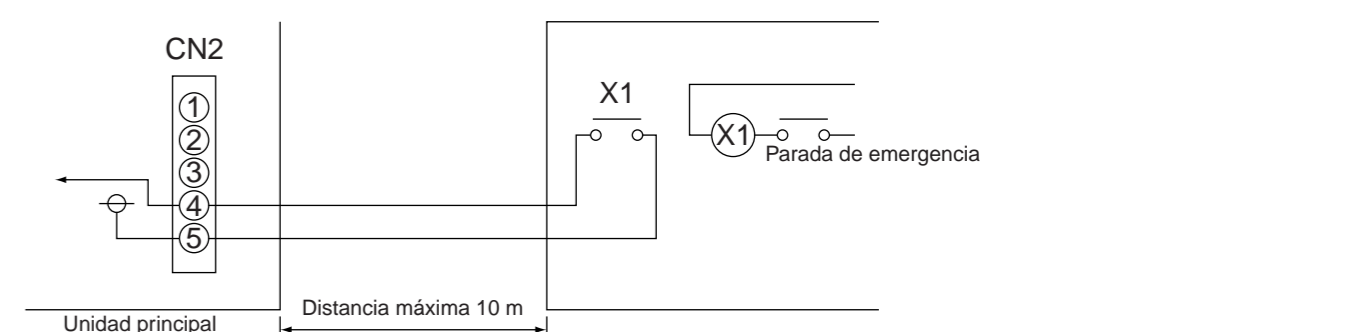 CN2
X1
①
②
③
④
⑤
X1
Parada de emergencia
Distancia máxima 10 m
Unidad principal